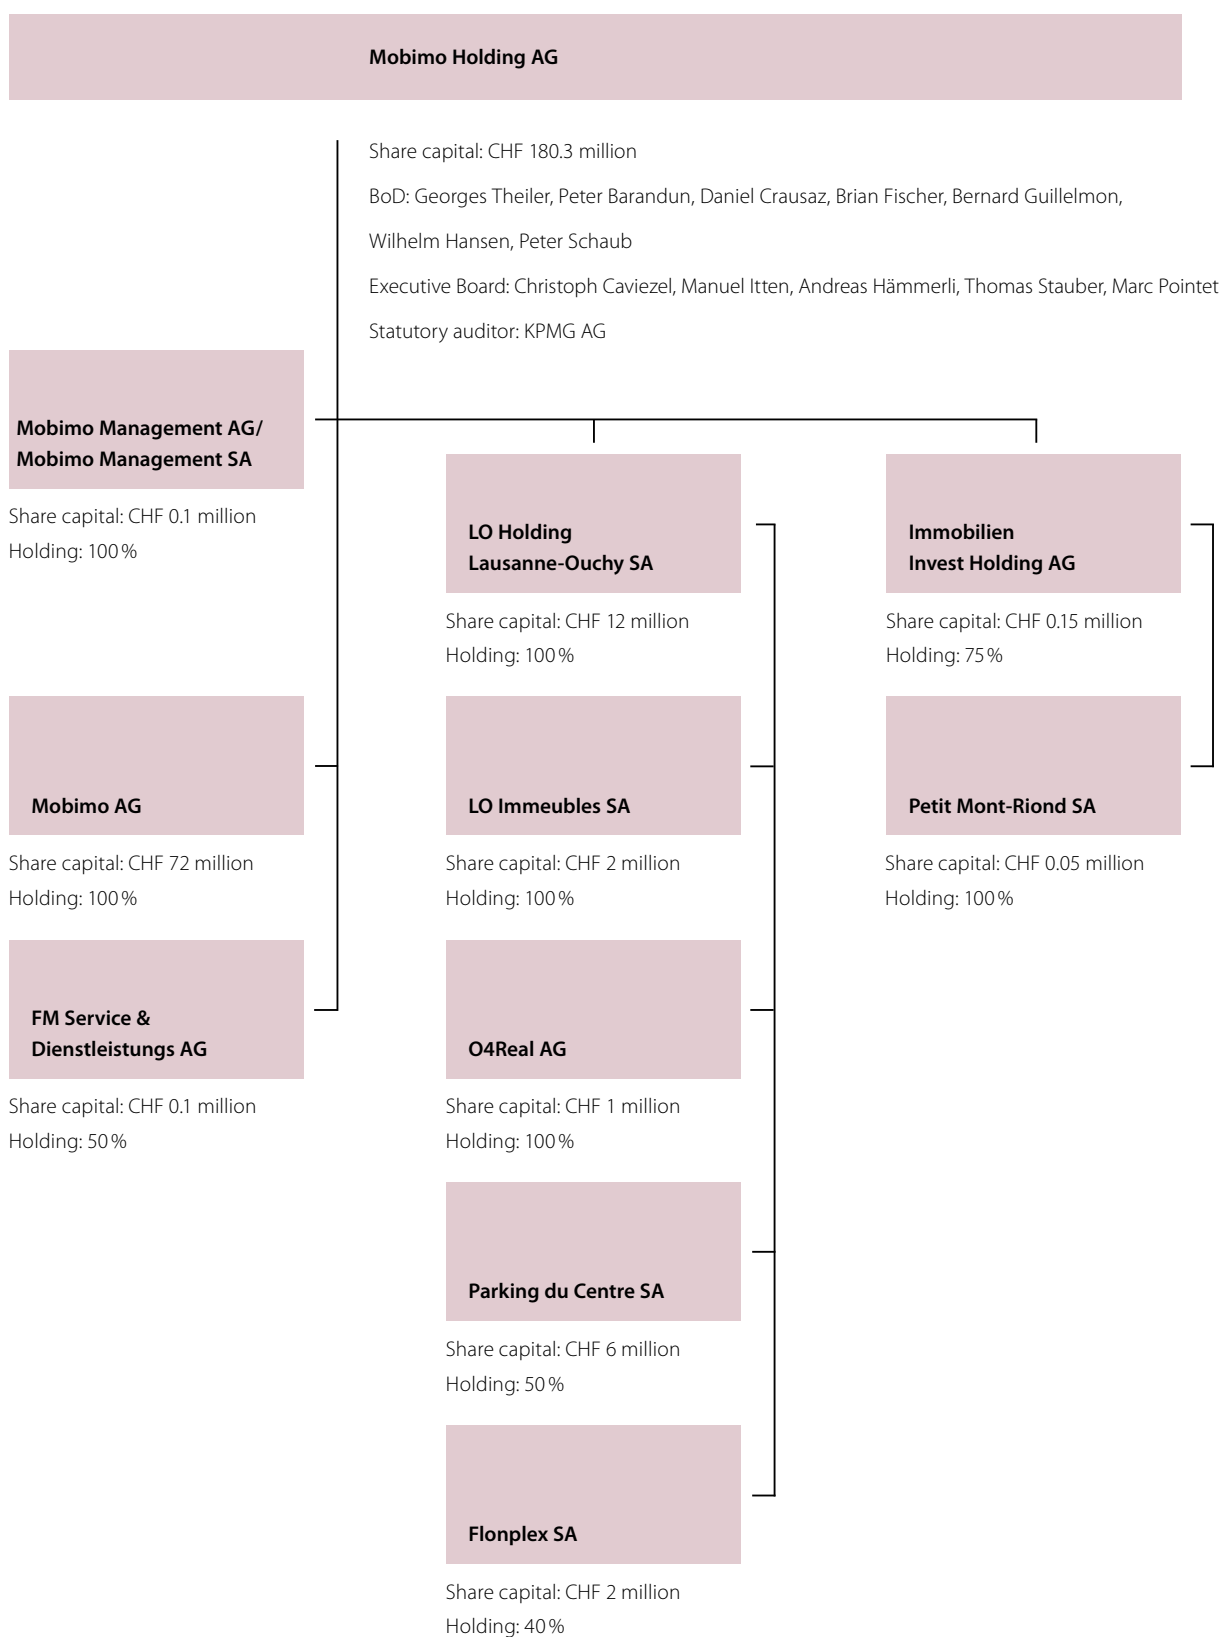 Mobimo Holding AG
Share capital: CHF 180.3 million
BoD: Georges Theiler, Peter Barandun, Daniel Crausaz, Brian Fischer, Bernard Guillelmon,
Wilhelm Hansen, Peter Schaub
Executive Board: Christoph Caviezel, Manuel Itten, Andreas Hämmerli, Thomas Stauber, Marc Pointet
Statutory auditor: KPMG AG
Mobimo Management AG/
Mobimo Management SA
Share capital: CHF 0.1 million
Holding: 100%
LO Holding
Lausanne-Ouchy SA
Share capital: CHF 12 million
Holding: 100%
Immobilien
Invest Holding AG
Share capital: CHF 0.15 million
Holding: 75%
Mobimo AG
Share capital: CHF 72 million
Holding: 100%
LO Immeubles SA
Share capital: CHF 2 million
Holding: 100%
Petit Mont-Riond SA
Share capital: CHF 0.05 million
Holding: 100%
FM Service &
Dienstleistungs AG
Share capital: CHF 0.1 million
Holding: 50%
O4Real AG
Share capital: CHF 1 million
Holding: 100%
Parking du Centre SA
Share capital: CHF 6 million
Holding: 50%
Flonplex SA
Share capital: CHF 2 million
Holding: 40%